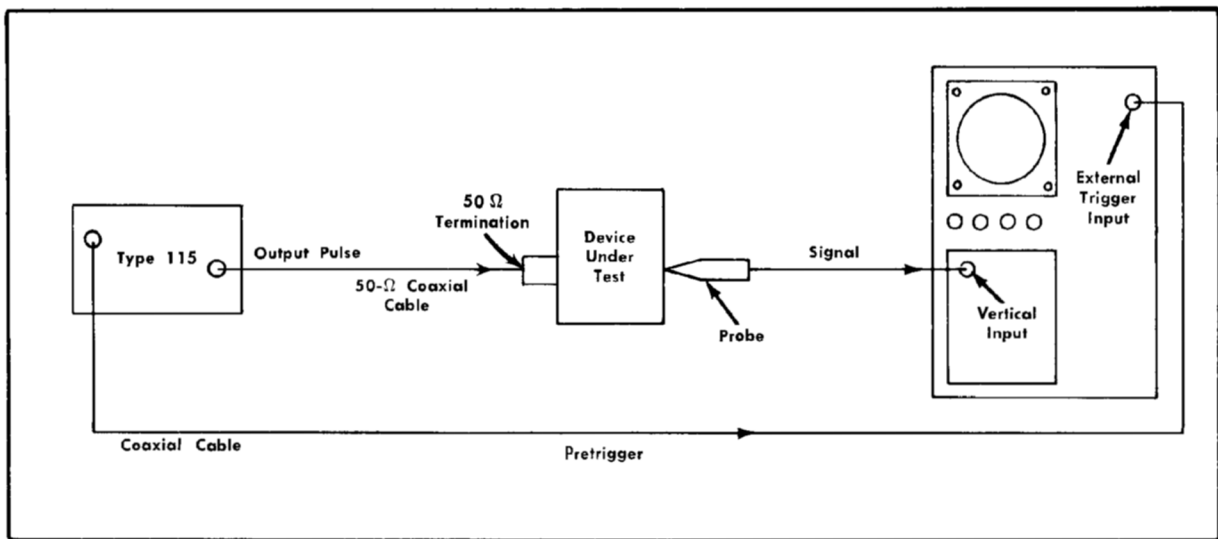 Type 115
Output Pulse
50-Ω Coaxial
Cable
50 Ω
Termination
Device
Under
Test
Probe
Signal
External
Trigger
Input
Vertical
Input
Coaxial Cable
Pretrigger